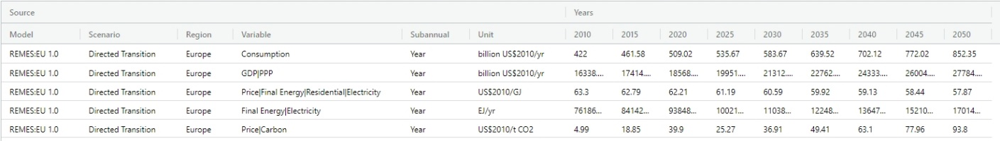 Source Years
Model Scenario Region Variable Subannual Unit 2010 2015 2020 2025 2030 2035 2040 2045 2050
REMES:EU 1.0 Directed Transition Europe Consumption Year billion US$2010/yr 422 461.58 509.02 535.67 583.67 639.52 702.12 772.02 852.35
REMES:EU 1.0 Directed Transition Europe GDP|PPP Year billion US$2010/yr 16338.... 17414.... 18568.... 19951.... 21312.... 22762.... 24333.... 26004.... 27784....
REMES:EU 1.0 Directed Transition Europe Price|Final Energy|Residential|Electricity Year US$2010/GJ 63.3 62.79 62.21 61.19 60.59 59.92 59.13 58.44 57.87
REMES:EU 1.0 Directed Transition Europe Final Energy|Electricity Year EJ/yr 76186... 84142... 93848... 10021... 11038... 12248... 13647... 15210... 17014...
REMES:EU 1.0 Directed Transition Europe Price|Carbon Year US$2010/t CO2 4.99 18.85 39.9 25.27 36.91 49.41 63.1 77.96 93.8